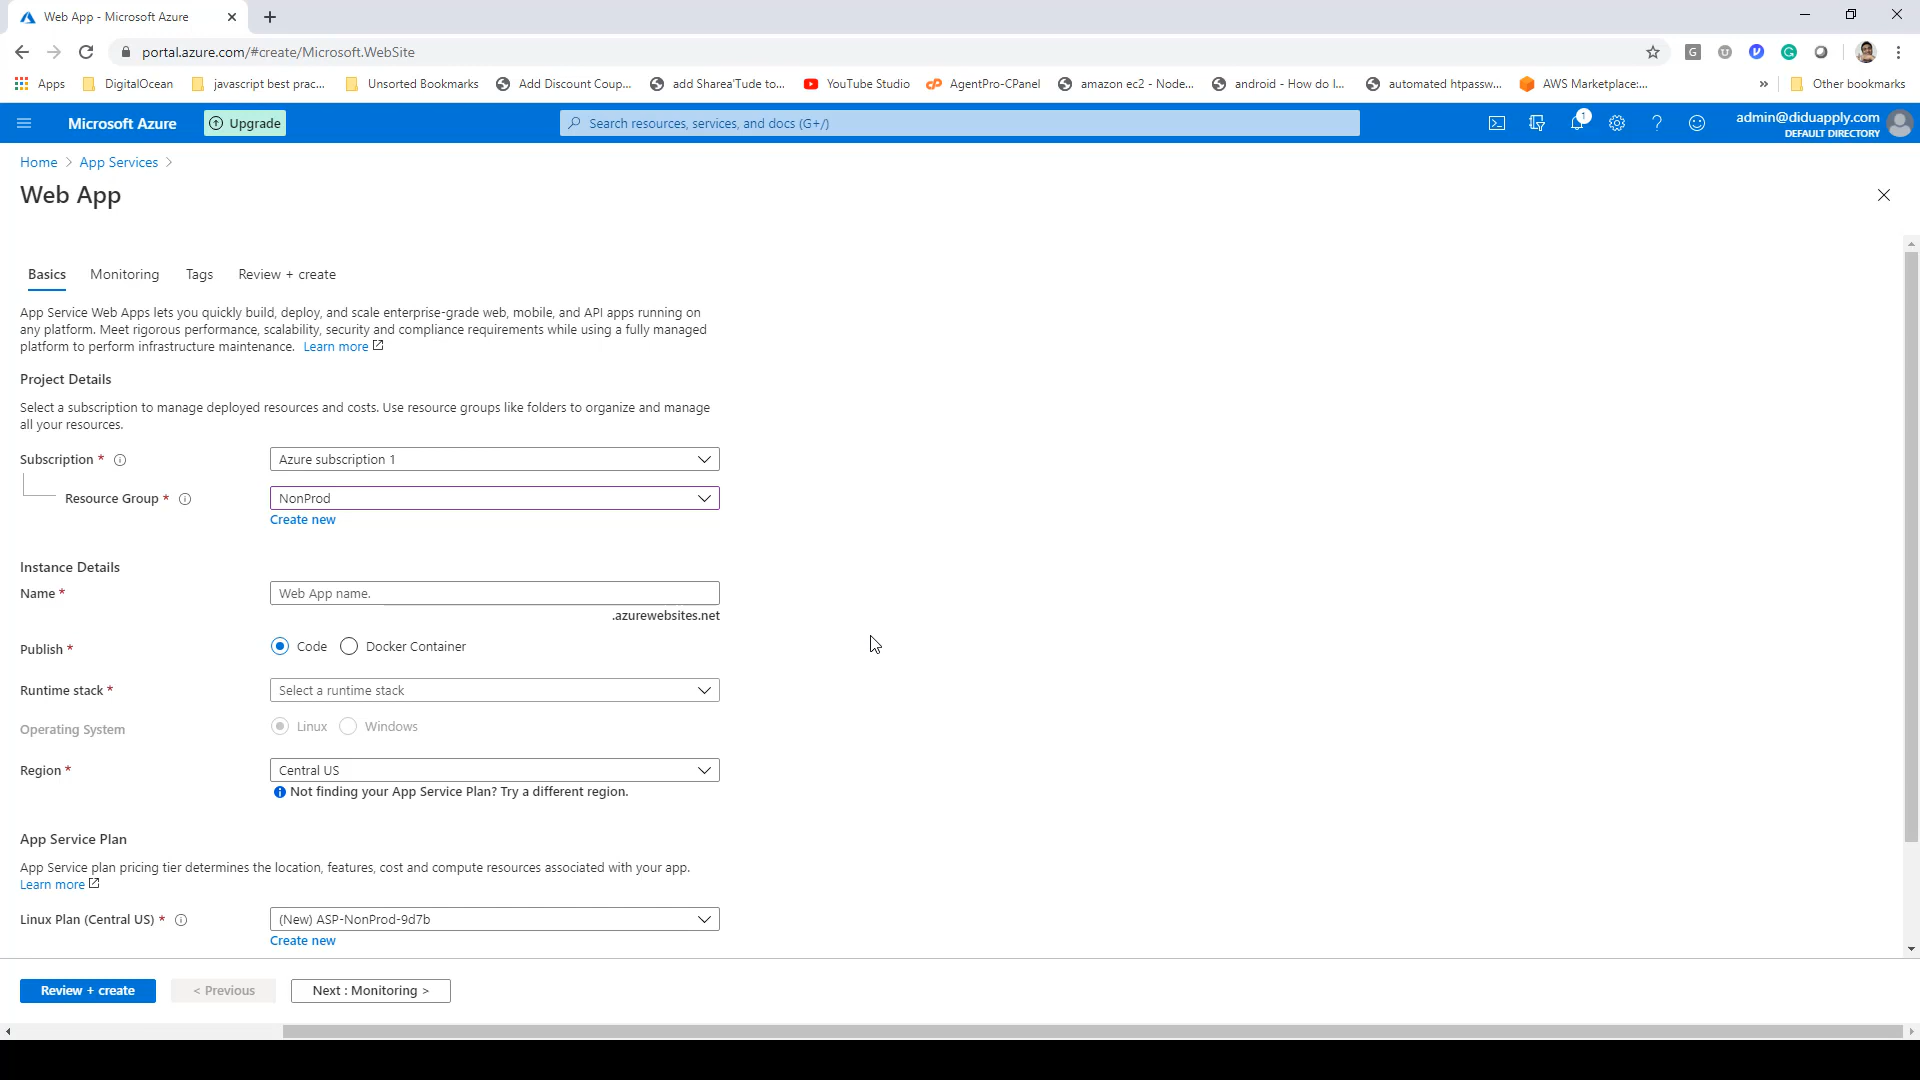 Web App - Microsoft Azure
portal.azure.com/#create/Microsoft.WebSite
Apps DigitalOcean javascript best prac... Unsorted Bookmarks Add Discount Coup... add Sharea'Tude to... YouTube Studio AgentPro-CPanel amazon ec2 - Node... android - How do I... automated htpassw... AWS Marketplace:... » Other bookmarks
Microsoft Azure Upgrade Search resources, services, and docs (G+/) 1 admin@diduapply.com
DEFAULT DIRECTORY
Home > App Services >
Web App
Basics Monitoring Tags Review + create
App Service Web Apps lets you quickly build, deploy, and scale enterprise-grade web, mobile, and API apps running on
any platform. Meet rigorous performance, scalability, security and compliance requirements while using a fully managed
platform to perform infrastructure maintenance. Learn more
Project Details
Select a subscription to manage deployed resources and costs. Use resource groups like folders to organize and manage
all your resources.
Subscription * Azure subscription 1
Resource Group * NonProd
Create new
Instance Details
Name * Web App name.
.azurewebsites.net
Publish * Code Docker Container
Runtime stack * Select a runtime stack
Operating System Linux Windows
Region * Central US
Not finding your App Service Plan? Try a different region.
App Service Plan
App Service plan pricing tier determines the location, features, cost and compute resources associated with your app.
Learn more
Linux Plan (Central US) * (New) ASP-NonProd-9d7b
Create new
Review + create < Previous Next : Monitoring >